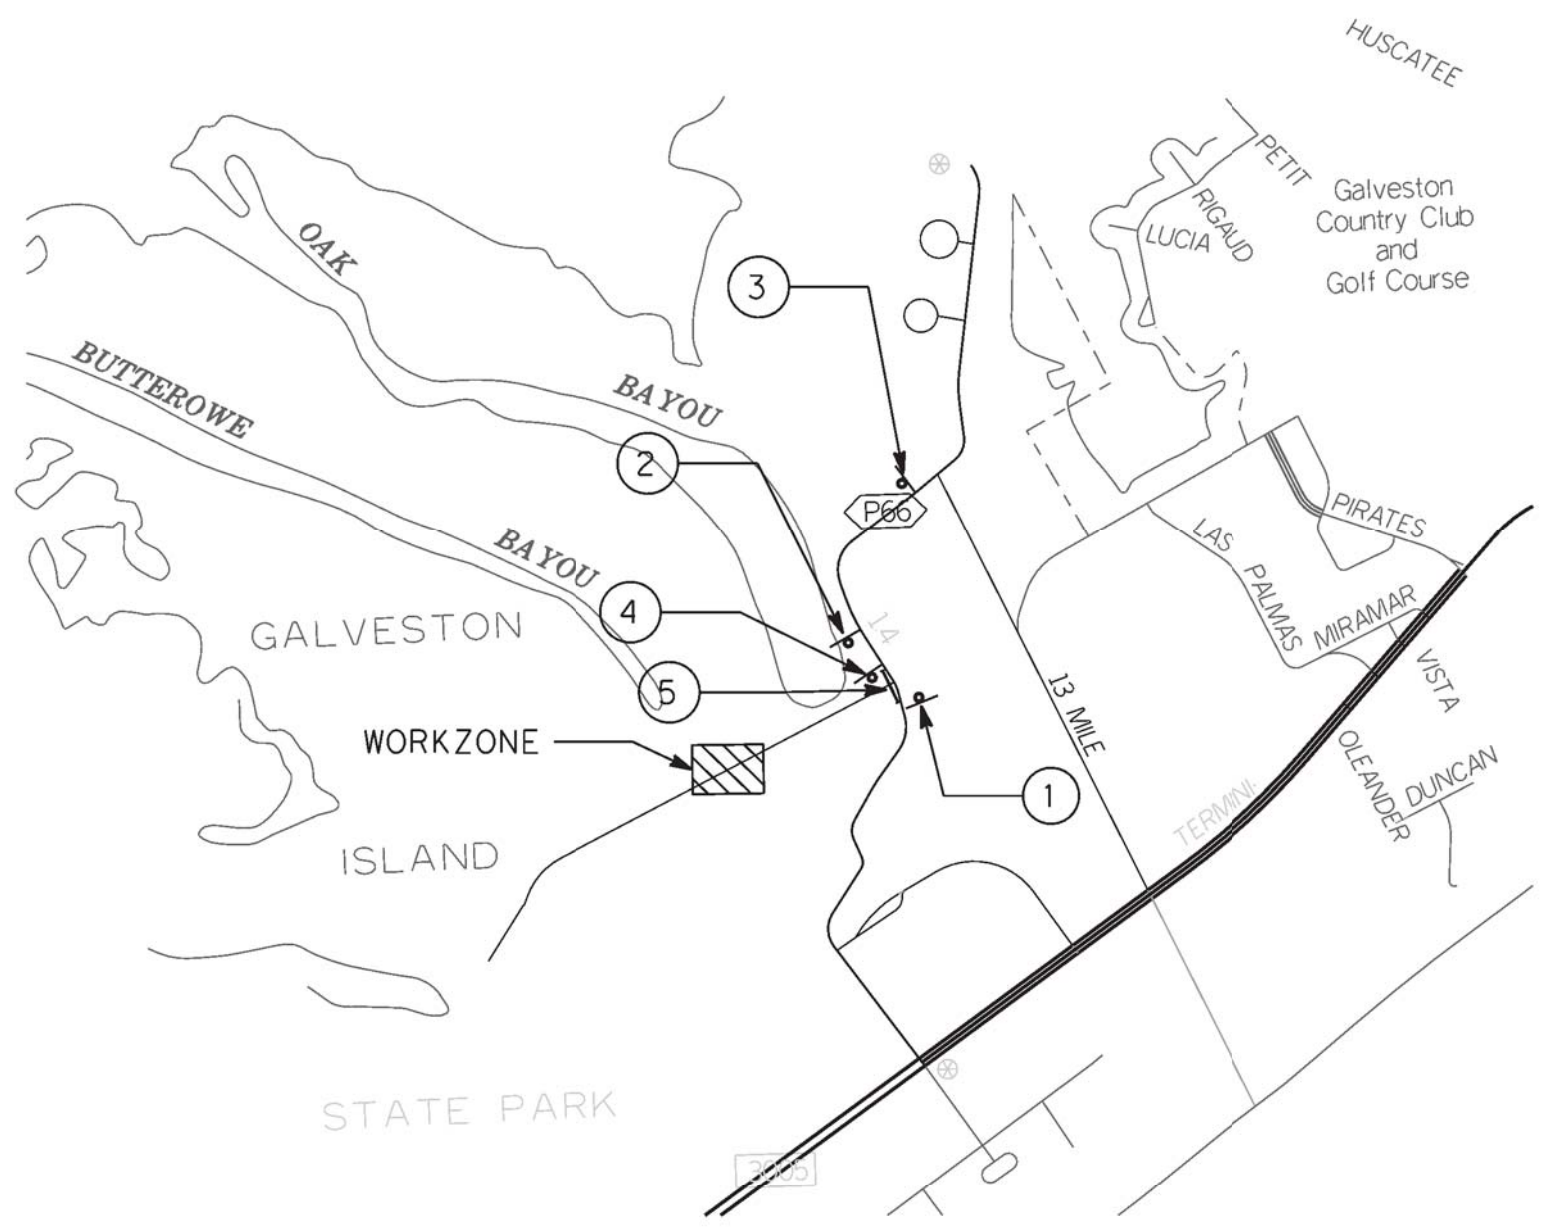 HUSCATEE
PETIT
RIGAUD
LUCIA
Galveston
Country Club
and
Golf Course
OAK
BAYOU
BUTTEROWE
BAYOU
3
2
P66
4
14
5
1
GALVESTON
ISLAND
STATE PARK
WORKZONE
13 MILE
LAS
PALMAS
PIRATES
MIRAMAR
VISTA
OLEANDER
DUNCAN
TERMINI
3005